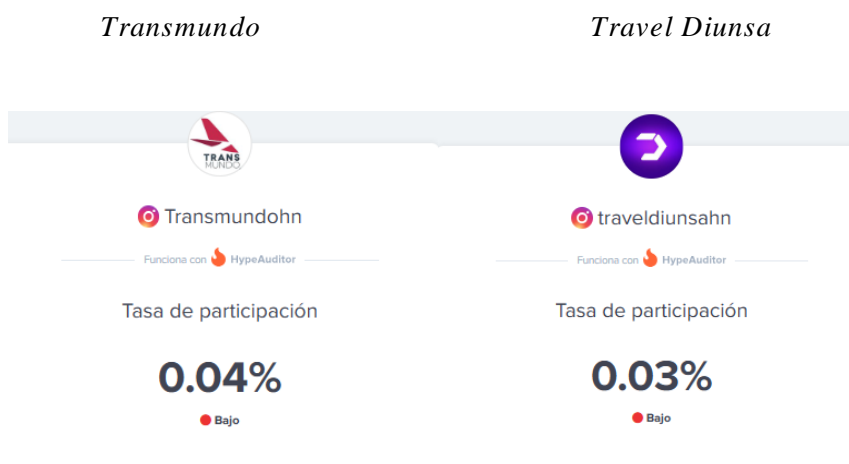 Transmundo
Travel Diunsa
TRANS
MUNDO
Transmundohn
traveldiunsahn
Funciona con HypeAuditor
Funciona con HypeAuditor
Tasa de participación
Tasa de participación
0.04%
0.03%
Bajo
Bajo